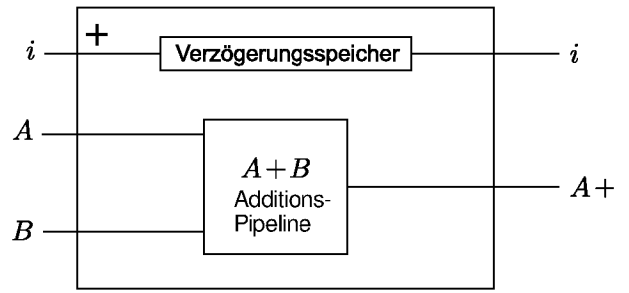 +
i Verzögerungsspeicher i
A
A + B
Additions-
Pipeline
A +
B